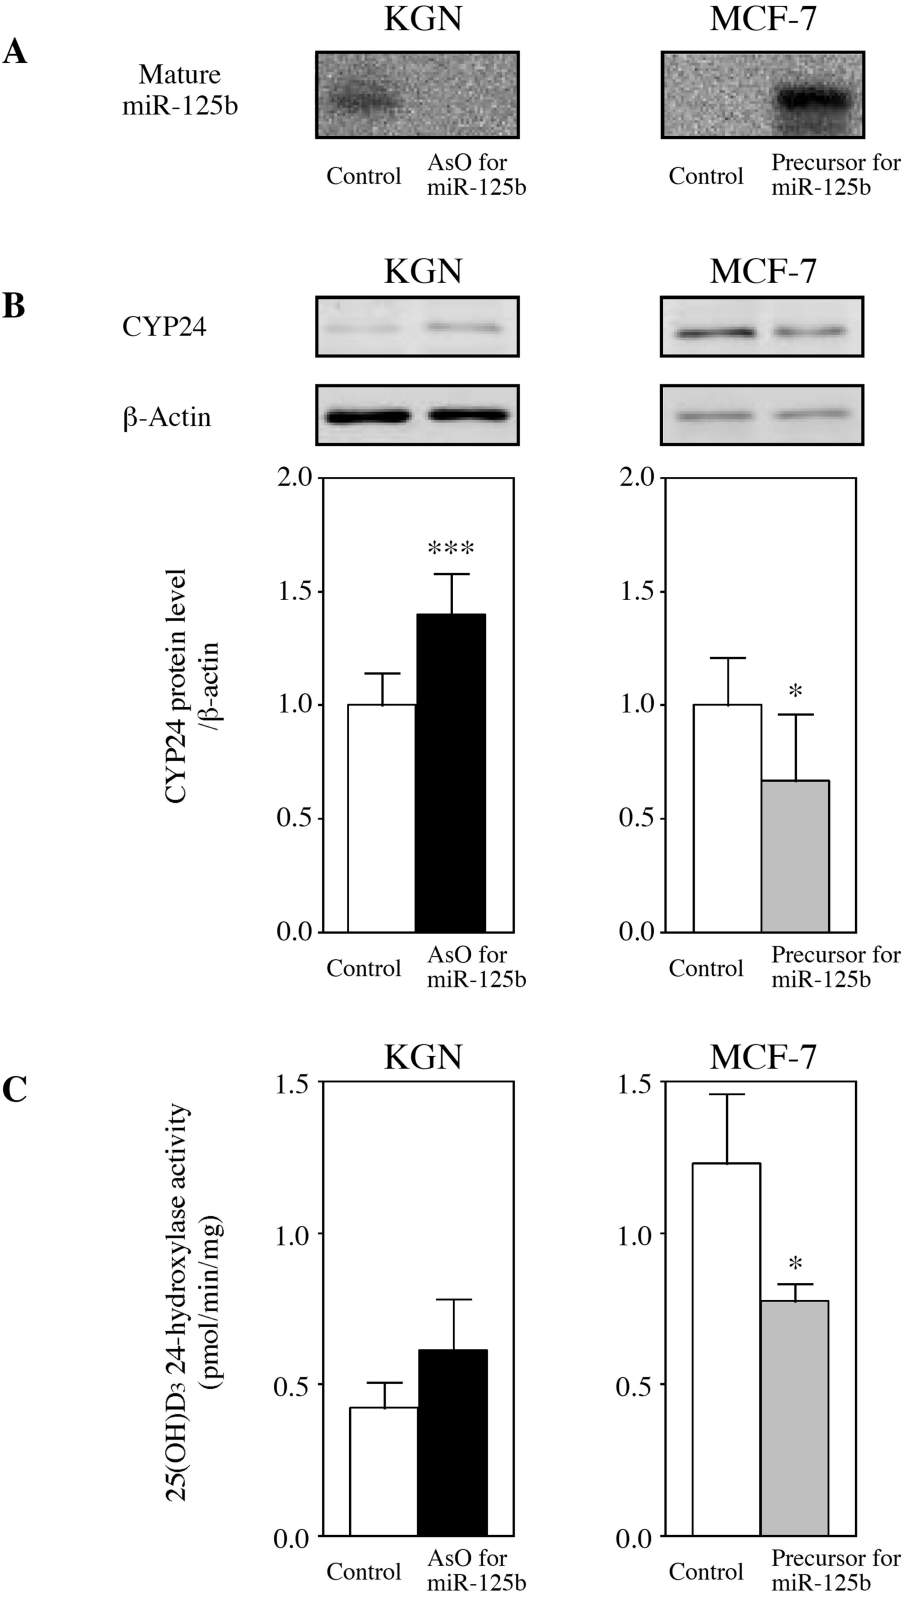 A
KGN
MCF-7
Mature
miR-125b
Control
AsO for
miR-125b
Control
Precursor for
miR-125b
B
KGN
MCF-7
CYP24
β-Actin
CYP24 protein level
/β-actin
2.0
1.5
1.0
0.5
0.0
***
Control
AsO for
miR-125b
2.0
1.5
1.0
0.5
0.0
*
Control
Precursor for
miR-125b
C
KGN
MCF-7
25(OH)D3 24-hydroxylase activity
(pmol/min/mg)
1.5
1.0
0.5
0.0
Control
AsO for
miR-125b
1.5
1.0
0.5
0.0
*
Control
Precursor for
miR-125b